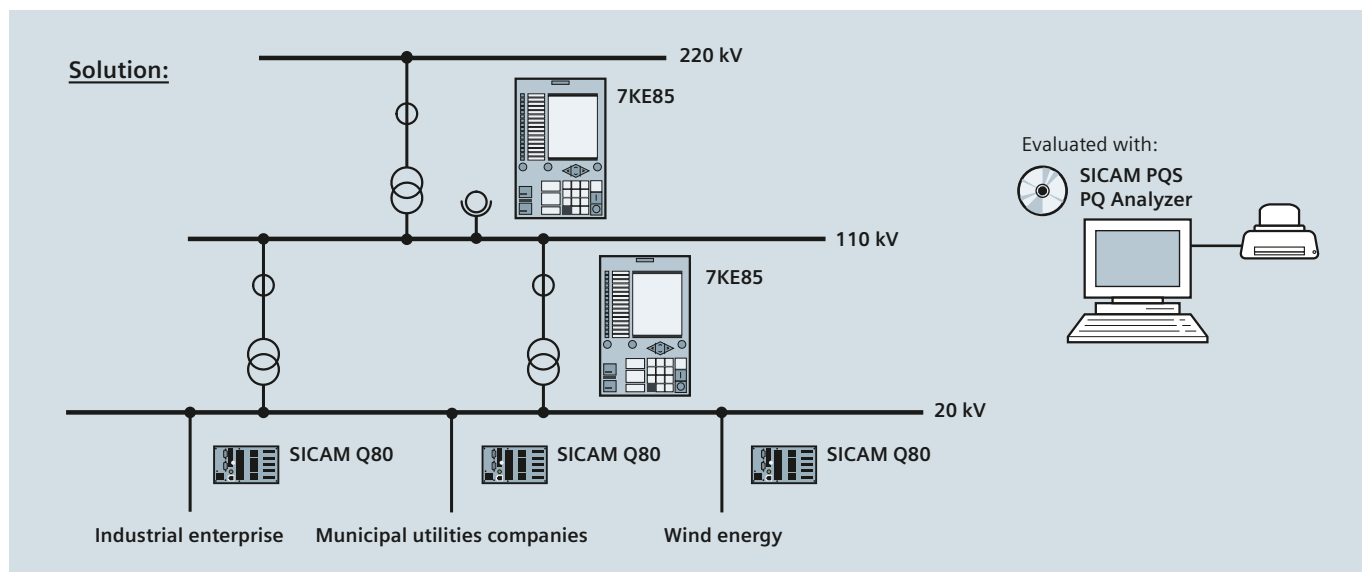 Solution:
220 kV
7KE85
Evaluated with:
SICAM PQS
PQ Analyzer
110 kV
7KE85
20 kV
SICAM Q80
SICAM Q80
SICAM Q80
Industrial enterprise
Municipal utilities companies
Wind energy